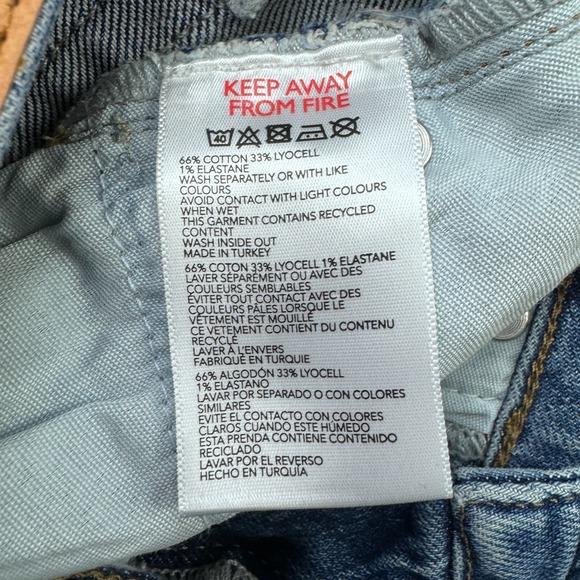 KEEP AWAY
FROM FIRE
40
66% COTTON 33% LYOCELL
1% ELASTANE
WASH SEPARATELY OR WITH LIKE
COLOURS
AVOID CONTACT WITH LIGHT COLOURS
WHEN WET
THIS GARMENT CONTAINS RECYCLED
CONTENT
WASH INSIDE OUT
MADE IN TURKEY
66% COTON 33% LYOCELL 1% ELASTANE
LAVER SÉPARÉMENT OU AVEC DES
COULEURS SEMBLABLES
ÉVITER TOUT CONTACT AVEC DES
COULEURS PÂLES LORSQUE LE
VÊTEMENT EST MOUILLÉ
CE VETEMENT CONTIENT DU CONTENU
RECYCLÉ
LAVER À L'ENVERS
FABRIQUÉ EN TURQUIE
66% ALGODÓN 33% LYOCELL
1% ELASTANO
LAVAR POR SEPARADO O CON COLORES
SIMILARES
EVITE EL CONTACTO CON COLORES
CLAROS CUANDO ESTE HÚMEDO
ESTA PRENDA CONTIENE CONTENIDO
RECICLADO
LAVAR POR EL REVERSO
HECHO EN TURQUÍA